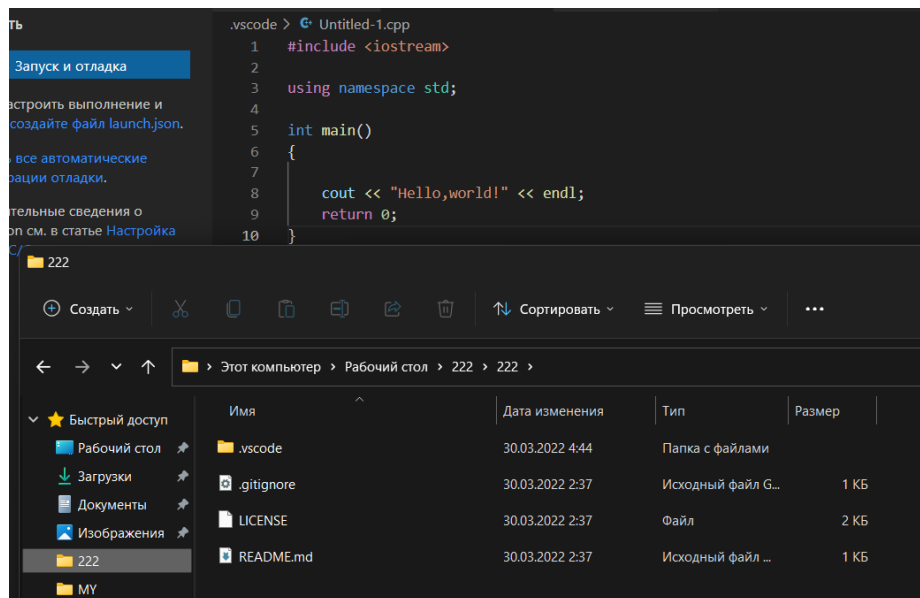 ть
.vscode > Untitled-1.cpp
Запуск и отладка
астроить выполнение и
создайте файл launch.json.
ь все автоматические
рации отладки.
ительные сведения о
on см. в статье Настройка
C/
1 #include <iostream>
2
3 using namespace std;
4
5 int main()
6 {
7
8 cout << "Hello,world!" << endl;
9 return 0;
10 }
222
Создать
Сортировать
Просмотреть
Этот компьютер > Рабочий стол > 222 > 222 >
Быстрый доступ
Рабочий стол
Загрузки
Документы
Изображения
222
MY
Имя Дата изменения Тип Размер
.vscode 30.03.2022 4:44 Папка с файлами
.gitignore 30.03.2022 2:37 Исходный файл G... 1 КБ
LICENSE 30.03.2022 2:37 Файл 2 КБ
README.md 30.03.2022 2:37 Исходный файл ... 1 КБ